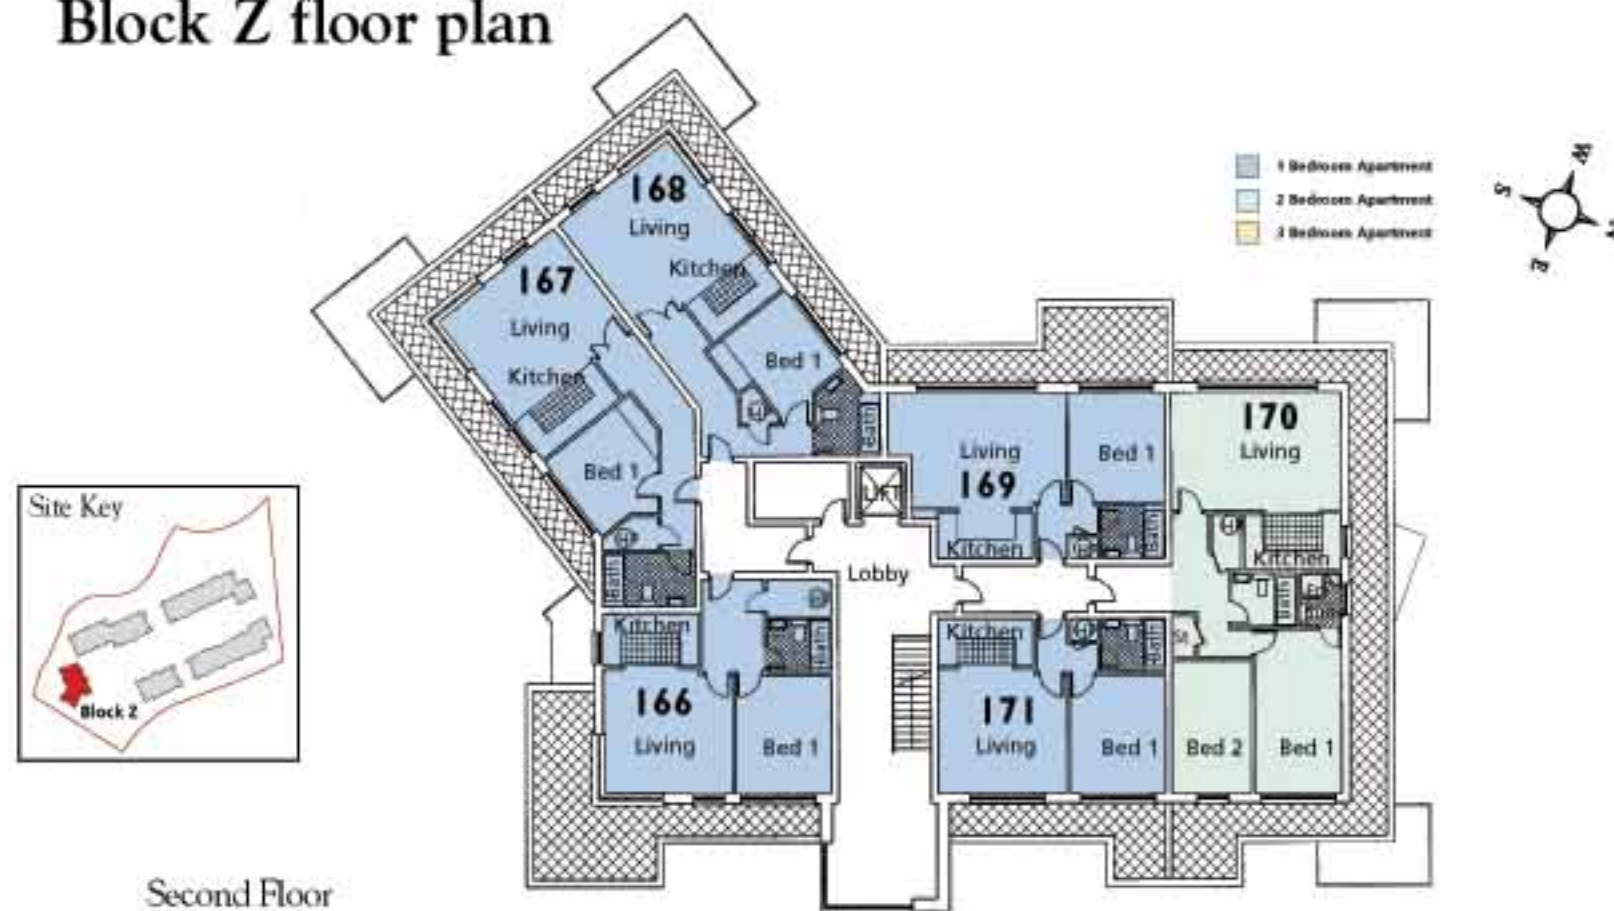 Block Z floor plan
1 Bedroom Apartment
2 Bedroom Apartment
3 Bedroom Apartment
W
S
N
E
168
Living
Kitchen
Bed 1
H
Bath
167
Living
Kitchen
Bed 1
H
Bath
Living
169
Kitchen
Bed 1
H
Bath
170
Living
H
Kitchen
Bath
St
Bed 2
Bed 1
LIFT
Lobby
Kitchen
H
Bath
166
Living
Bed 1
Kitchen
H
Bath
171
Living
Bed 1
Site Key
Block Z
Second Floor